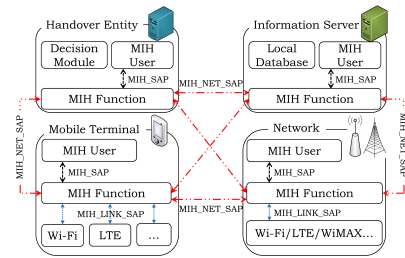 Handover Entity
Decision
Module
MIH
User
MIH_SAP
MIH Function
Information Server
Local
Database
MIH
User
MIH_SAP
MIH Function
MIH_NET_SAP
MIH_NET_SAP
MIH_NET_SAP
Mobile Terminal
MIH User
MIH_SAP
MIH Function
MIH_LINK_SAP
Wi-Fi
LTE
...
MIH_NET_SAP
Network
MIH User
MIH_SAP
MIH Function
MIH_LINK_SAP
Wi-Fi/LTE/WiMAX...